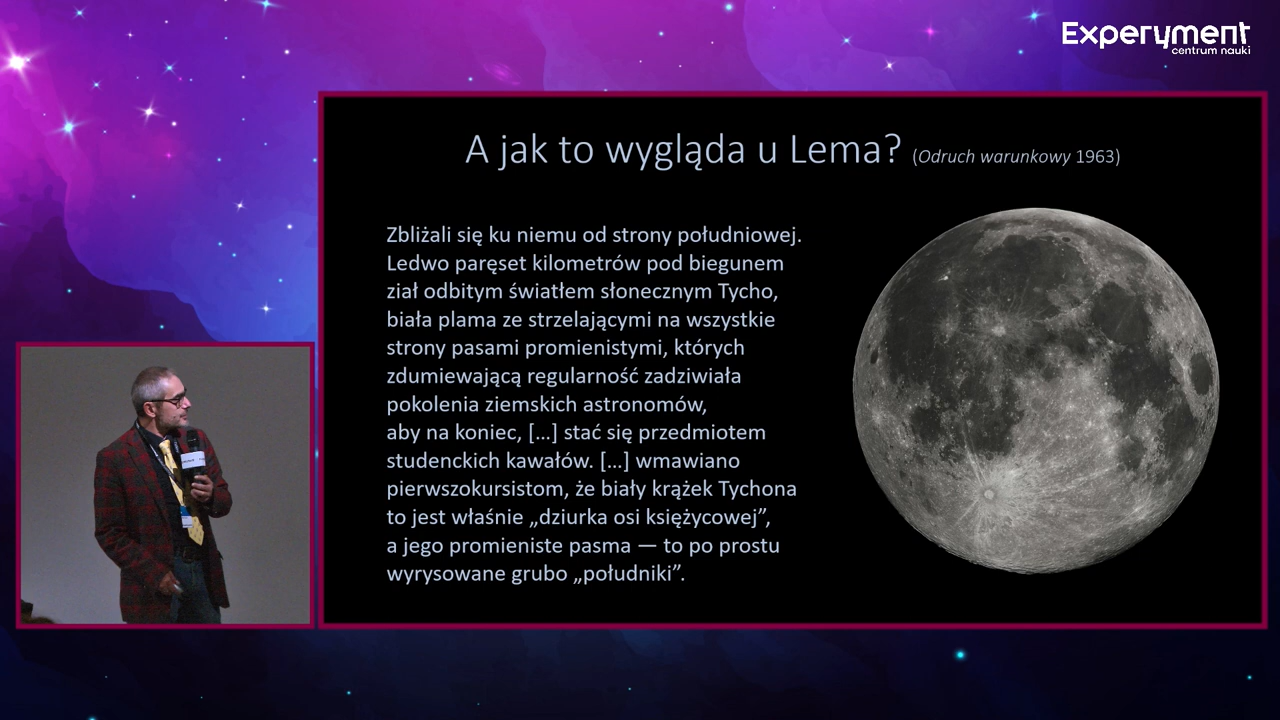 Experyment
centrum nauki
A jak to wygląda u Lema? (Odruch warunkowy 1963)
Zbliżali się ku niemu od strony południowej.
Ledwo paręset kilometrów pod biegunem
ział odbitym światłem słonecznym Tycho,
biała plama ze strzelającymi na wszystkie
strony pasami promienistymi, których
zdumiewającą regularność zadziwiała
pokolenia ziemskich astronomów,
aby na koniec, [...] stać się przedmiotem
studenckich kawałów. [...] wmawiano
pierwszokursistom, że biały krążek Tychona
to jest właśnie „dziurka osi księżycowej”,
a jego promieniste pasma — to po prostu
wyrysowane grubo „południki”.